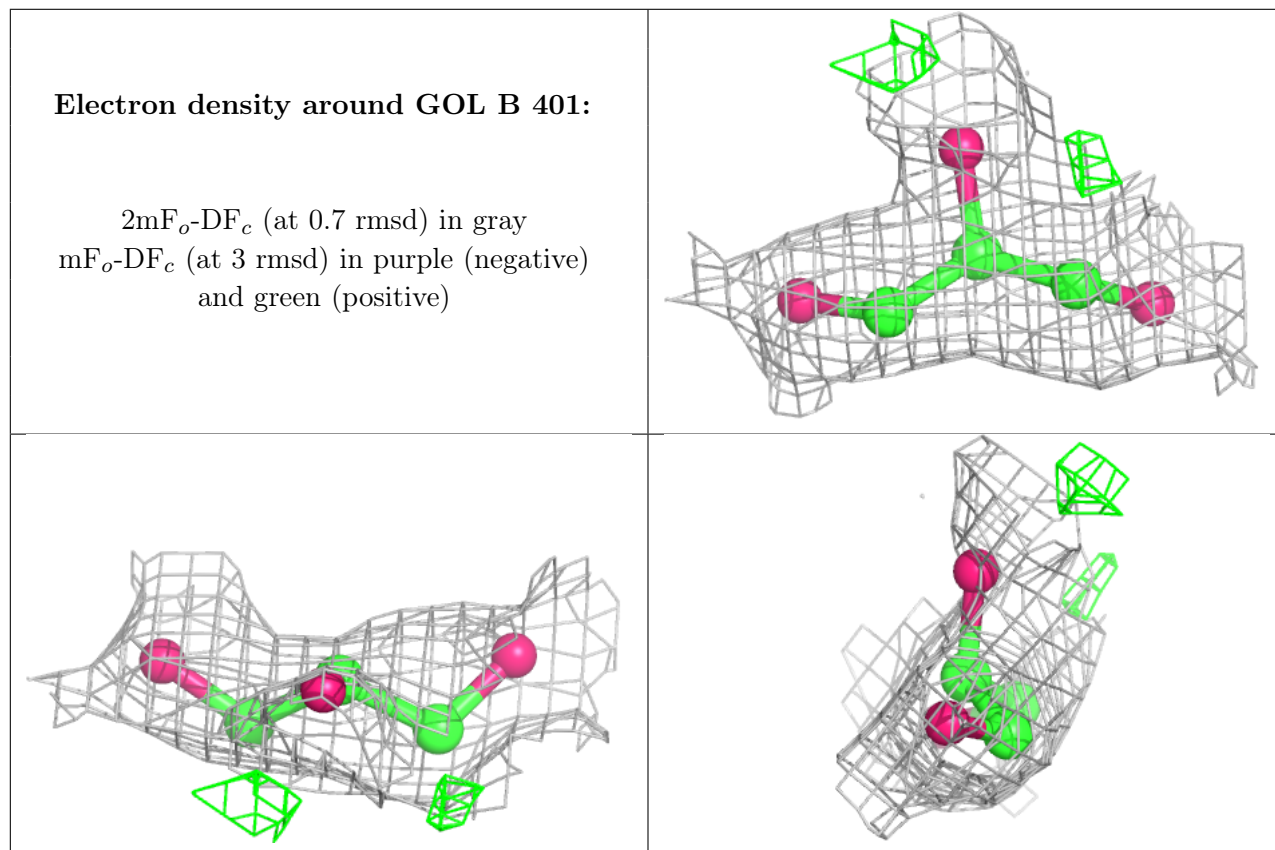 Electron density around GOL B 401:
2mFo-DFc (at 0.7 rmsd) in gray
mFo-DFc (at 3 rmsd) in purple (negative)
and green (positive)